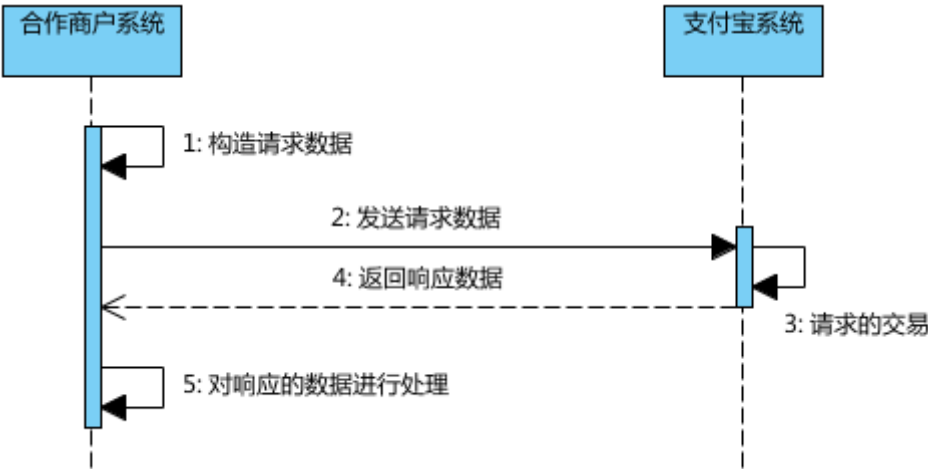 合作商户系统
支付宝系统
1: 构造请求数据
2: 发送请求数据
4: 返回响应数据
3: 请求的交易
5: 对响应的数据进行处理